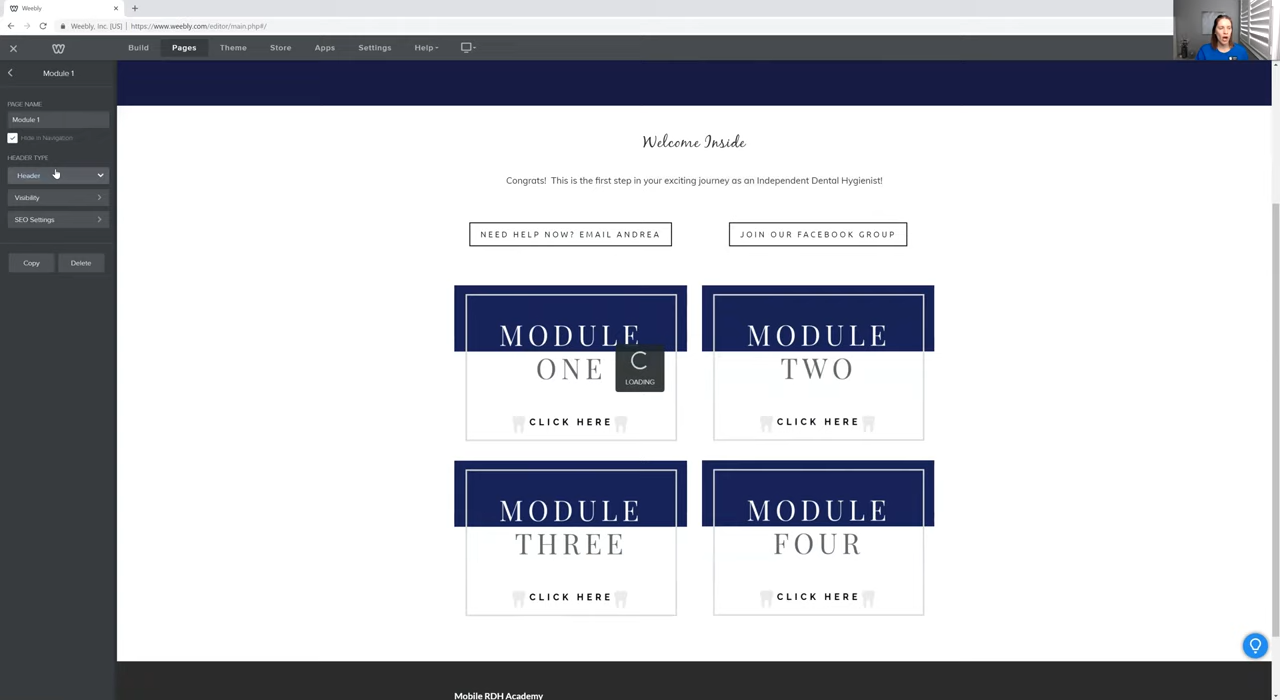 Weebly
Weebly, Inc. [US] | https://www.weebly.com/editor/main.php#/
Build Pages Theme Store Apps Settings Help
Module 1
PAGE NAME
Module 1
Hide in Navigation
HEADER TYPE
Header
Visibility
SEO Settings
Copy Delete
Welcome Inside
Congrats! This is the first step in your exciting journey as an Independent Dental Hygienist!
NEED HELP NOW? EMAIL ANDREA JOIN OUR FACEBOOK GROUP
MODULE
ONE
CLICK HERE
MODULE
TWO
CLICK HERE
LOADING
MODULE
THREE
CLICK HERE
MODULE
FOUR
CLICK HERE
Mobile RDH Academy